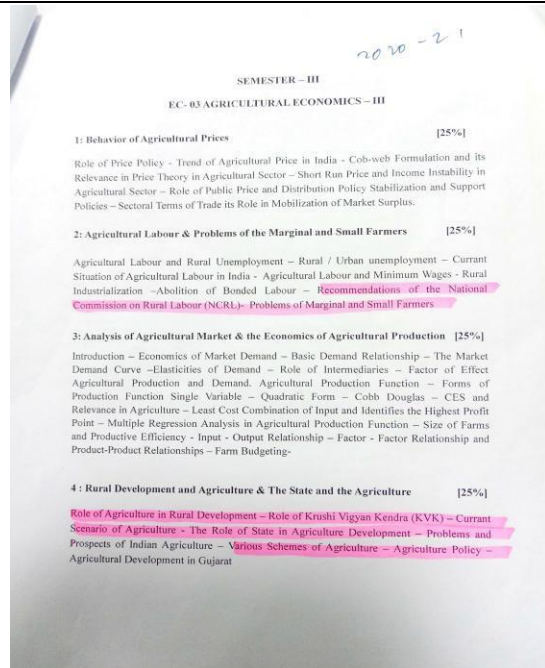 2020-21
SEMESTER – III
EC- 03 AGRICULTURAL ECONOMICS – III
1: Behavior of Agricultural Prices [25%]
Role of Price Policy - Trend of Agricultural Price in India - Cob-web Formulation and its
Relevance in Price Theory in Agricultural Sector – Short Run Price and Income Instability in
Agricultural Sector – Role of Public Price and Distribution Policy Stabilization and Support
Policies – Sectoral Terms of Trade its Role in Mobilization of Market Surplus.
2: Agricultural Labour & Problems of the Marginal and Small Farmers [25%]
Agricultural Labour and Rural Unemployment – Rural / Urban unemployment – Currant
Situation of Agricultural Labour in India - Agricultural Labour and Minimum Wages - Rural
Industrialization –Abolition of Bonded Labour – Recommendations of the National
Commission on Rural Labour (NCRL)- Problems of Marginal and Small Farmers
3: Analysis of Agricultural Market & the Economics of Agricultural Production [25%]
Introduction – Economics of Market Demand – Basic Demand Relationship – The Market
Demand Curve –Elasticities of Demand – Role of Intermediaries – Factor of Effect
Agricultural Production and Demand. Agricultural Production Function – Forms of
Production Function Single Variable – Quadratic Form – Cobb Douglas – CES and
Relevance in Agriculture – Least Cost Combination of Input and Identifies the Highest Profit
Point – Multiple Regression Analysis in Agricultural Production Function – Size of Farms
and Productive Efficiency - Input - Output Relationship – Factor - Factor Relationship and
Product-Product Relationships – Farm Budgeting-
4 : Rural Development and Agriculture & The State and the Agriculture [25%]
Role of Agriculture in Rural Development – Role of Krushi Vigyan Kendra (KVK) – Currant
Scenario of Agriculture - The Role of State in Agriculture Development – Problems and
Prospects of Indian Agriculture – Various Schemes of Agriculture – Agriculture Policy –
Agricultural Development in Gujarat